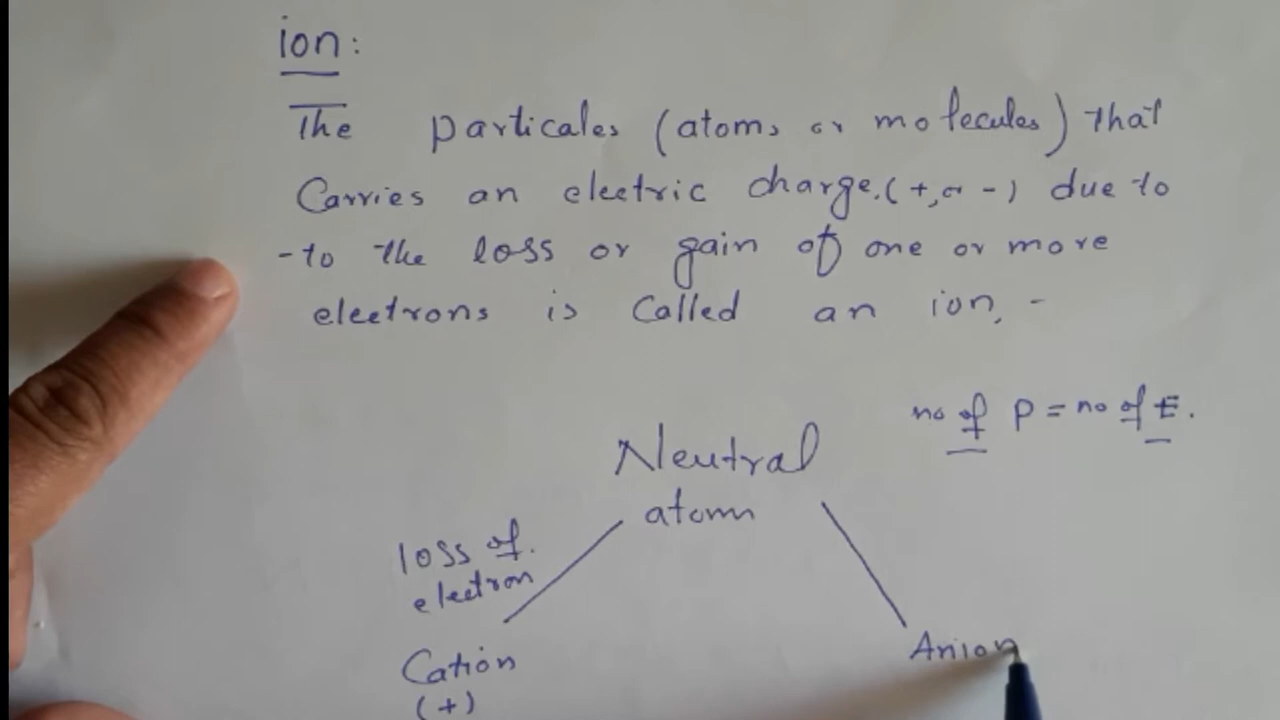 ion:
The particales (atoms or molecules) That
Carries an electric charge.(+, or -) due to
-to the loss or gain of one or more
electrons is Called an ion, -
no of P = no of E.
Neutral
atom
loss of.
electron
Cation
(+)
Anion